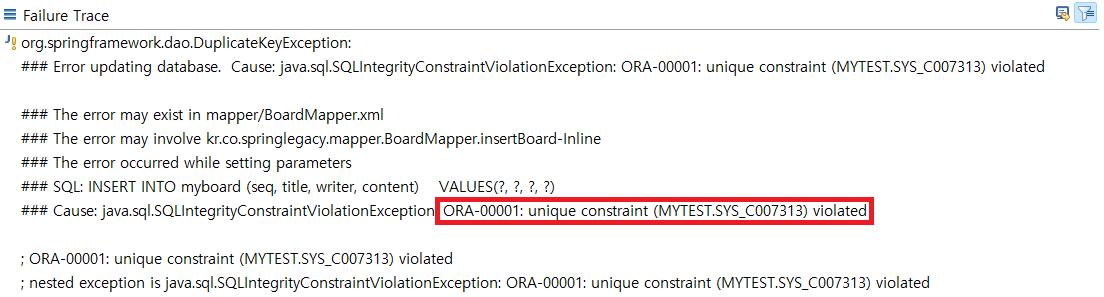 Failure Trace
org.springframework.dao.DuplicateKeyException:
### Error updating database.  Cause: java.sql.SQLIntegrityConstraintViolationException: ORA-00001: unique constraint (MYTEST.SYS_C007313) violated
### The error may exist in mapper/BoardMapper.xml
### The error may involve kr.co.springlegacy.mapper.BoardMapper.insertBoard-Inline
### The error occurred while setting parameters
### SQL: INSERT INTO myboard (seq, title, writer, content)    VALUES(?, ?, ?, ?)
### Cause: java.sql.SQLIntegrityConstraintViolationException: ORA-00001: unique constraint (MYTEST.SYS_C007313) violated
; ORA-00001: unique constraint (MYTEST.SYS_C007313) violated
; nested exception is java.sql.SQLIntegrityConstraintViolationException: ORA-00001: unique constraint (MYTEST.SYS_C007313) violated